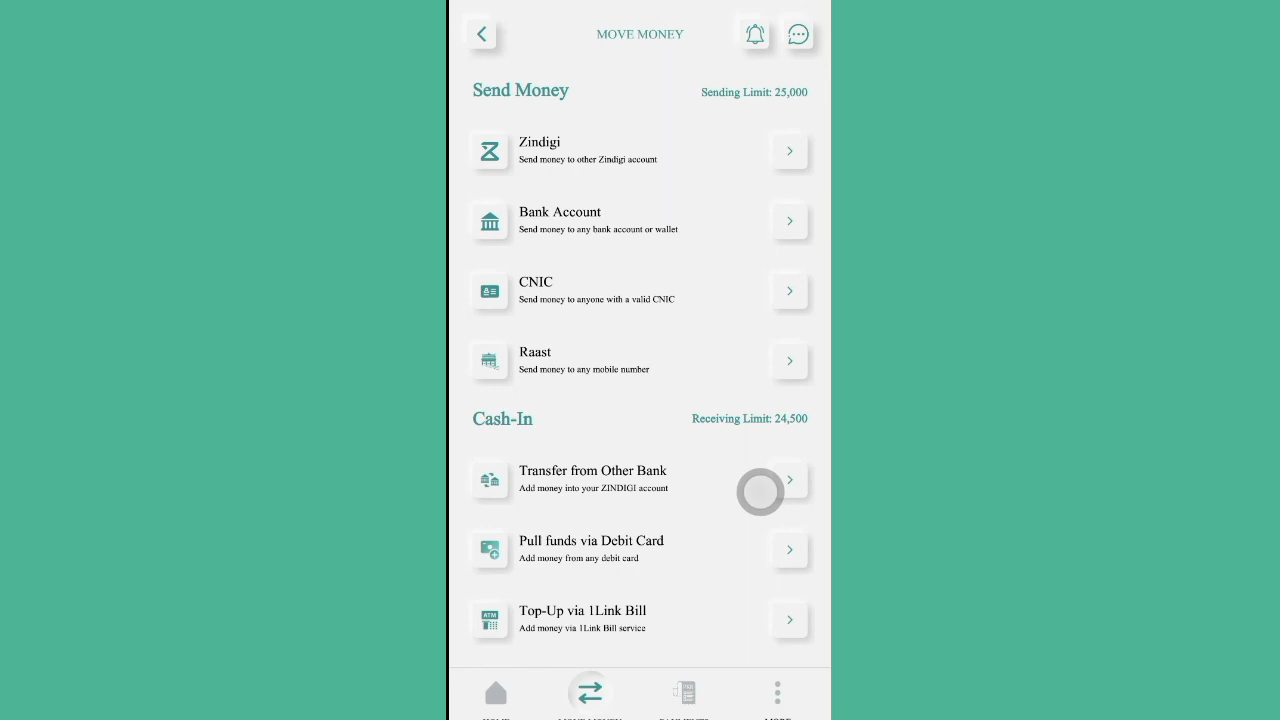 MOVE MONEY
Send Money
Sending Limit: 25,000
Zindigi
Send money to other Zindigi account
Bank Account
Send money to any bank account or wallet
CNIC
Send money to anyone with a valid CNIC
Raast
Send money to any mobile number
Cash-In
Receiving Limit: 24,500
Transfer from Other Bank
Add money into your ZINDIGI account
Pull funds via Debit Card
Add money from any debit card
ATM
Top-Up via 1Link Bill
Add money via 1Link Bill service